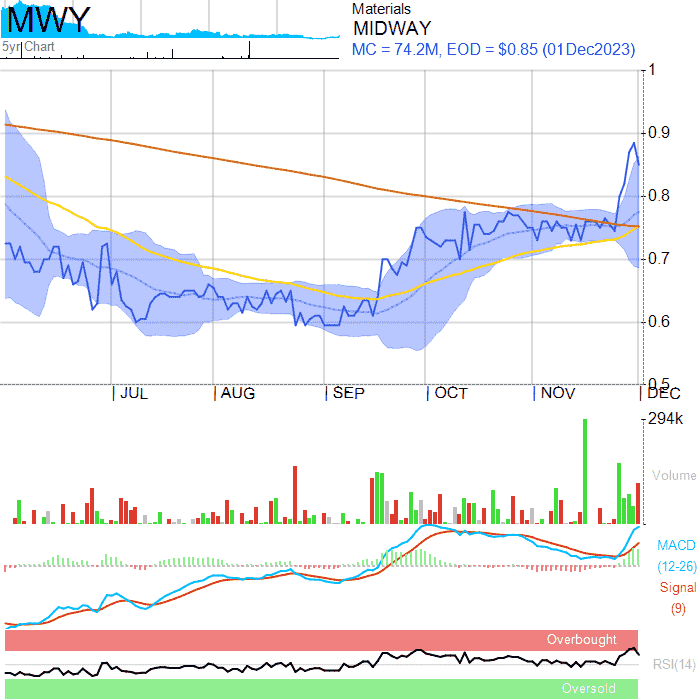 MWY
5yr Chart
Materials
MIDWAY
MC = 74.2M, EOD = $0.85 (01Dec2023)
1
0.9
0.8
0.7
0.6
0.5
JUL
AUG
SEP
OCT
NOV
DEC
294k
Volume
MACD
(12-26)
Signal
(9)
Overbought
RSI(14)
Oversold